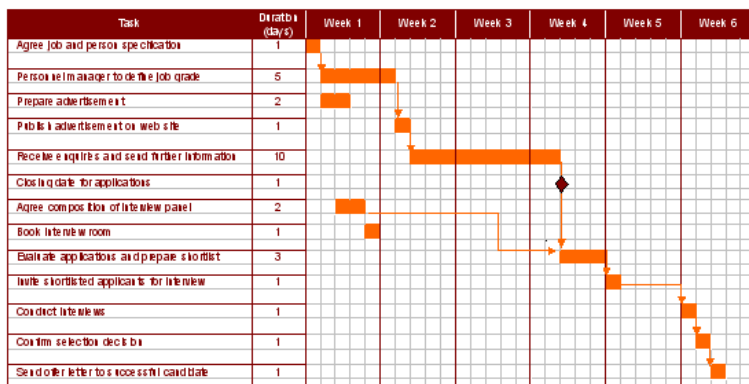 Task Duration (days) Week 1 Week 2 Week 3 Week 4 Week 5 Week 6
Agree job and person specification 1
Personnel manager to define job grade 5
Prepare advertisement 2
Publish advertisement on web site 1
Receive enquires and send further information 10
Closing date for applications 1
Agree composition of interview panel 2
Book interview room 1
Evaluate applications and prepare shortlist 3
Invite shortlisted applicants for interview 1
Conduct interviews 1
Confirm selection decision 1
Send offer letter to successful candidate 1